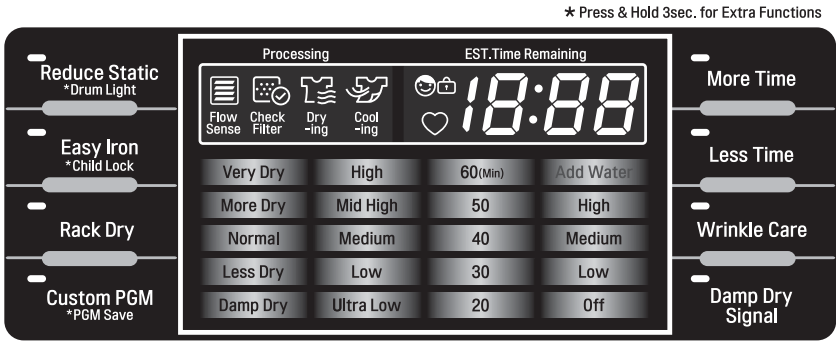 * Press & Hold 3sec. for Extra Functions
Reduce Static
*Drum Light
Easy Iron
*Child Lock
Rack Dry
Custom PGM
*PGM Save
Processing
EST.Time Remaining
Flow
Sense
Check
Filter
Dry
-ing
Cool
-ing
18:88
Very Dry High 60(Min) Add Water
More Dry Mid High 50 High
Normal Medium 40 Medium
Less Dry Low 30 Low
Damp Dry Ultra Low 20 Off
More Time
Less Time
Wrinkle Care
Damp Dry
Signal